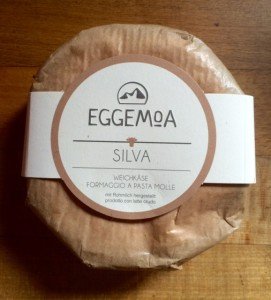 EGGEMOA
SILVA
WEICHKÄSE
FORMAGGIO A PASTA MOLLE
mit Rohmilch hergestellt
prodotto con latte crudo